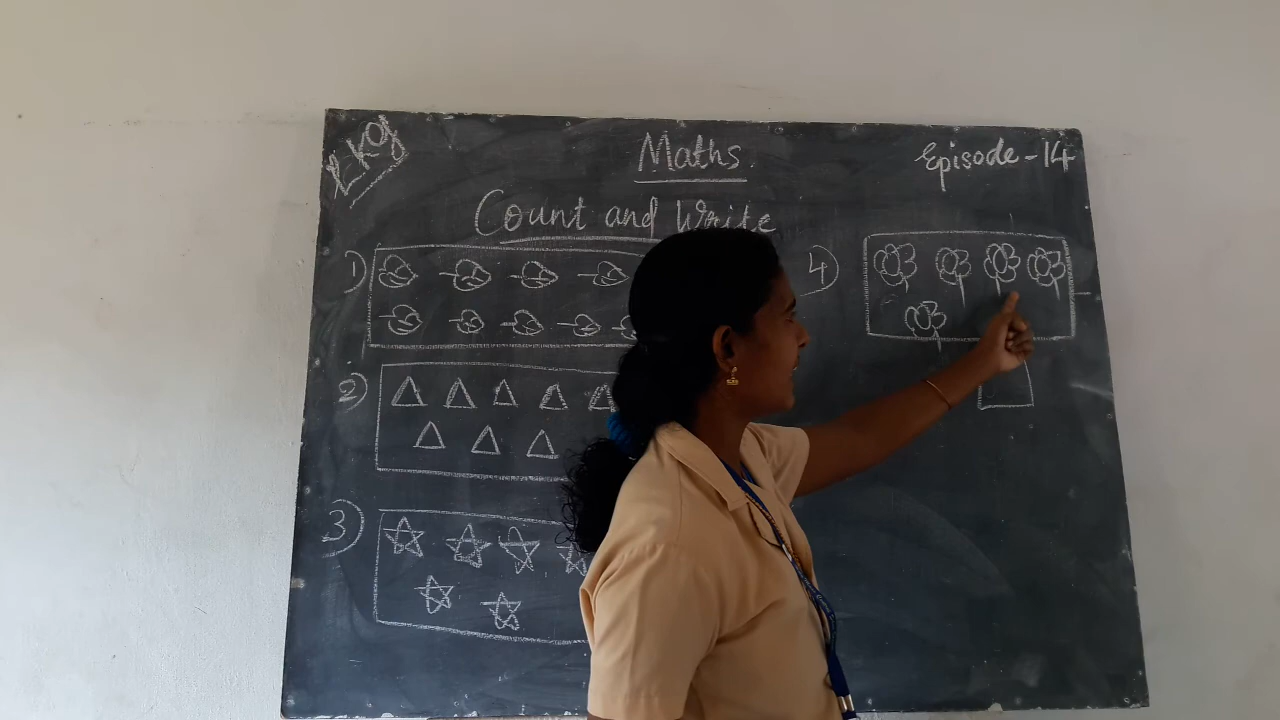 LKG
Maths.
Episode-14
Count and Write
1)
2)
3)
4)